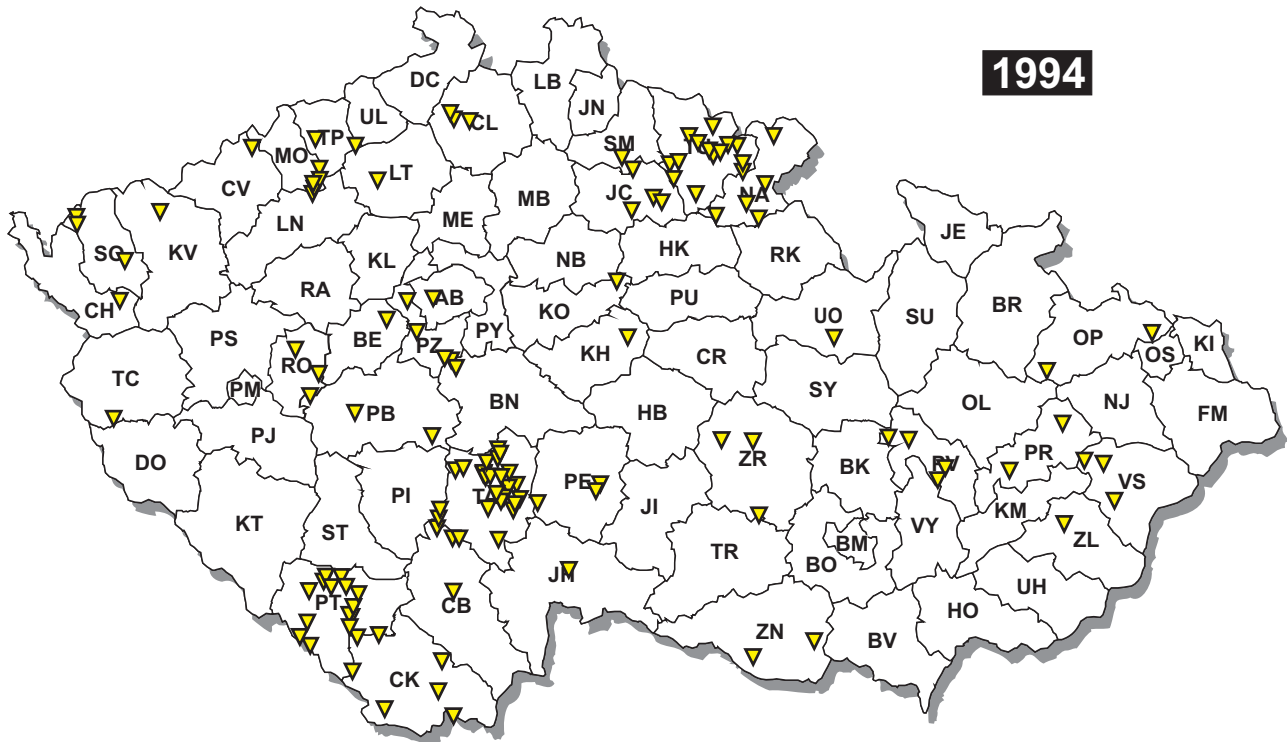 1994
DC
LB
JN
UL
CL
TP
SM
TU
MO
LT
CV
JC
NA
MB
ME
LN
JE
SO
KV
HK
RK
KL
NB
BR
RA
AB
SU
CH
KO
PU
UO
OP
PS
BE
PY
PZ
KH
CR
OS
KI
TC
RO
SY
PM
PB
BN
HB
OL
NJ
FM
PJ
DO
ZR
BK
PV
PR
VS
PI
TA
PE
KT
JI
KM
VY
ST
TR
BM
ZL
BO
JH
UH
PT
CB
HO
ZN
BV
CK